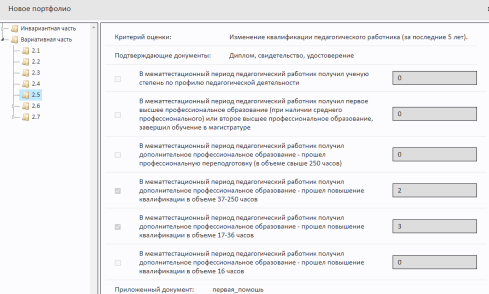 Новое портфолио
Инвариантная часть
Вариативная часть
2.1
2.2
2.3
2.4
2.5
2.6
2.7
Критерий оценки: Изменение квалификации педагогического работника (за последние 5 лет).
Подтверждающие документы: Диплом, свидетельство, удостоверение
В межаттестационный период педагогический работник получил ученую
степень по профилю педагогической деятельности
0
В межаттестационный период педагогический работник получил первое
высшее профессиональное образование (при наличии среднего
профессионального) или второе высшее профессиональное образование,
завершил обучение в магистратуре
0
В межаттестационный период педагогический работник получил
дополнительное профессиональное образование - прошел
профессиональную переподготовку (в объеме свыше 250 часов)
0
В межаттестационный период педагогический работник получил
дополнительное профессиональное образование - прошел повышение
квалификации в объеме 37-250 часов
2
В межаттестационный период педагогический работник получил
дополнительное профессиональное образование - прошел повышение
квалификации в объеме 17-36 часов
3
В межаттестационный период педагогический работник получил
дополнительное профессиональное образование - прошел повышение
квалификации в объеме 16 часов
0
Приложенный документ: первая_помошь